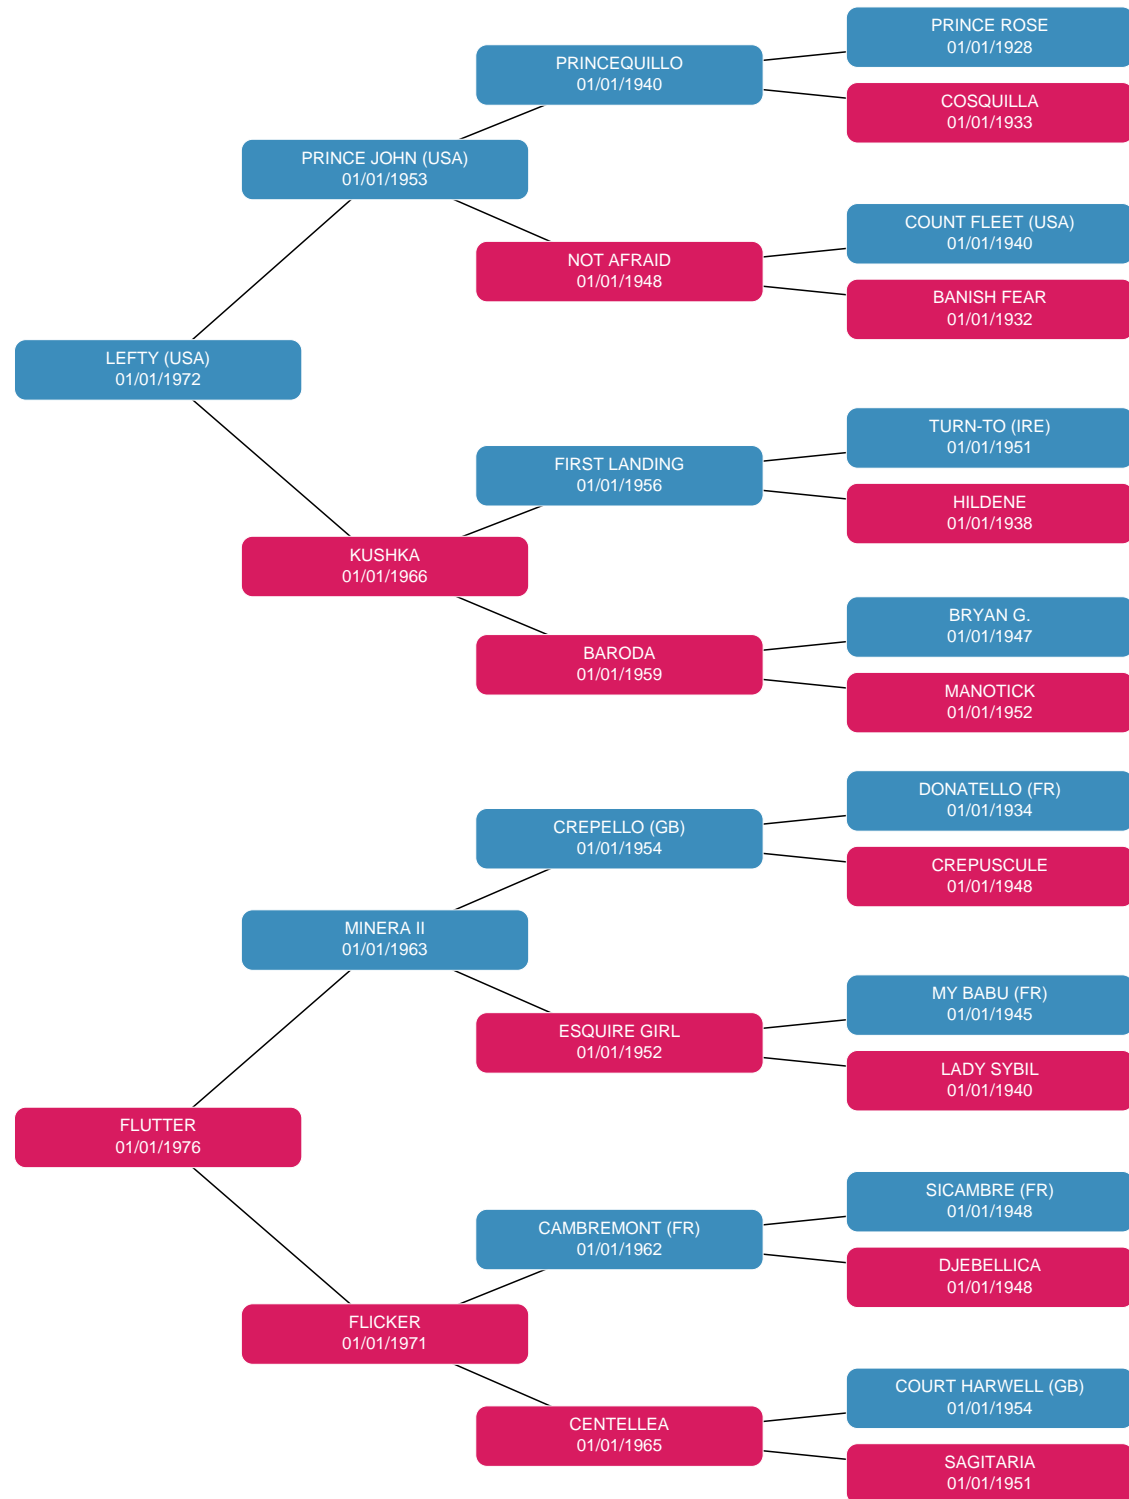 PRINCE ROSE
01/01/1928
PRINCEQUILLO
01/01/1940
COSQUILLA
01/01/1933
PRINCE JOHN (USA)
01/01/1953
COUNT FLEET (USA)
01/01/1940
NOT AFRAID
01/01/1948
BANISH FEAR
01/01/1932
LEFTY (USA)
01/01/1972
TURN-TO (IRE)
01/01/1951
FIRST LANDING
01/01/1956
HILDENE
01/01/1938
KUSHKA
01/01/1966
BRYAN G.
01/01/1947
BARODA
01/01/1959
MANOTICK
01/01/1952
DONATELLO (FR)
01/01/1934
CREPELLO (GB)
01/01/1954
CREPUSCULE
01/01/1948
MINERA II
01/01/1963
MY BABU (FR)
01/01/1945
ESQUIRE GIRL
01/01/1952
LADY SYBIL
01/01/1940
FLUTTER
01/01/1976
SICAMBRE (FR)
01/01/1948
CAMBREMONT (FR)
01/01/1962
DJEBELLICA
01/01/1948
FLICKER
01/01/1971
COURT HARWELL (GB)
01/01/1954
CENTELLEA
01/01/1965
SAGITARIA
01/01/1951